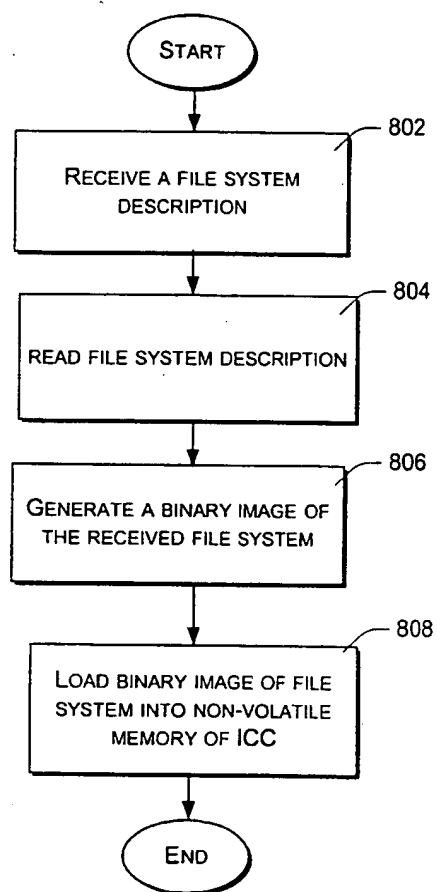 START
802
RECEIVE A FILE SYSTEM
DESCRIPTION
804
READ FILE SYSTEM DESCRIPTION
806
GENERATE A BINARY IMAGE OF
THE RECEIVED FILE SYSTEM
808
LOAD BINARY IMAGE OF FILE
SYSTEM INTO NON-VOLATILE
MEMORY OF ICC
END